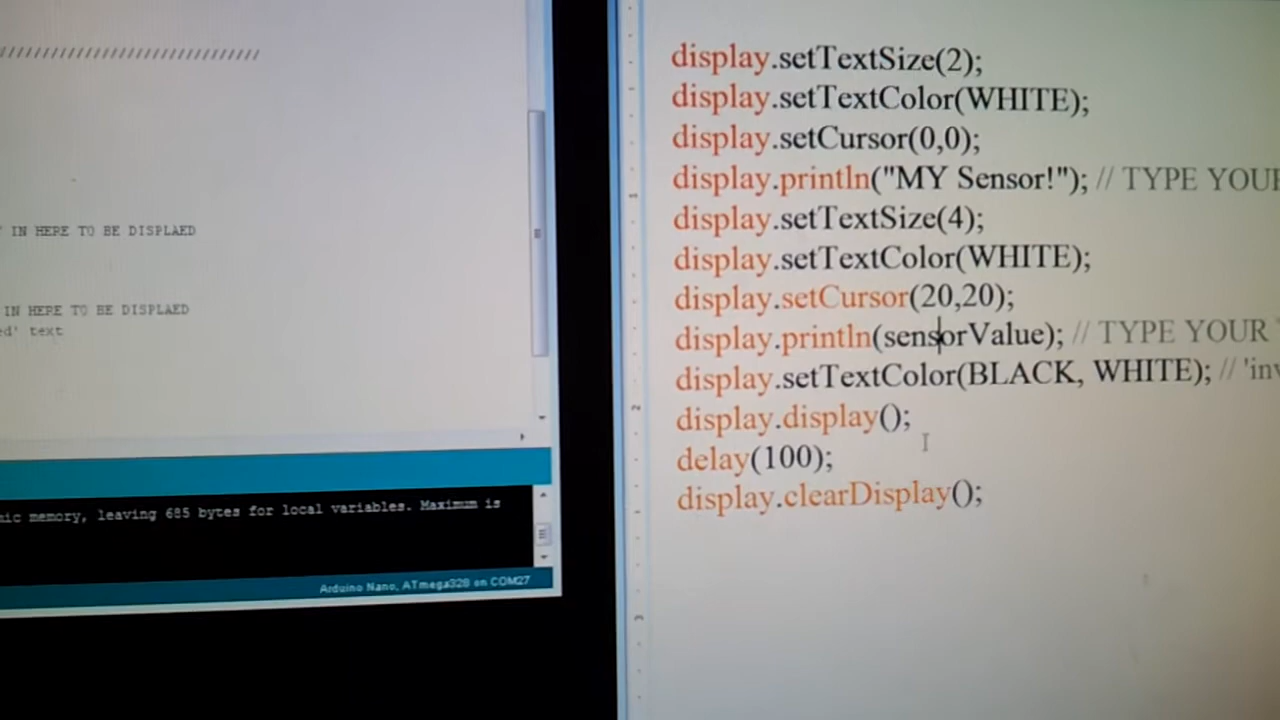 ////////////////////////////////////
IN HERE TO BE DISPLAED
IN HERE TO BE DISPLAED
ed' text
mic memory, leaving 685 bytes for local variables. Maximum is
Arduino Nano, ATmega328 on COM27
display.setTextSize(2);
display.setTextColor(WHITE);
display.setCursor(0,0);
display.println("MY Sensor!"); // TYPE YOUR
display.setTextSize(4);
display.setTextColor(WHITE);
display.setCursor(20,20);
display.println(sensorValue); // TYPE YOUR
display.setTextColor(BLACK, WHITE); // 'inv
display.display();
delay(100);
display.clearDisplay();